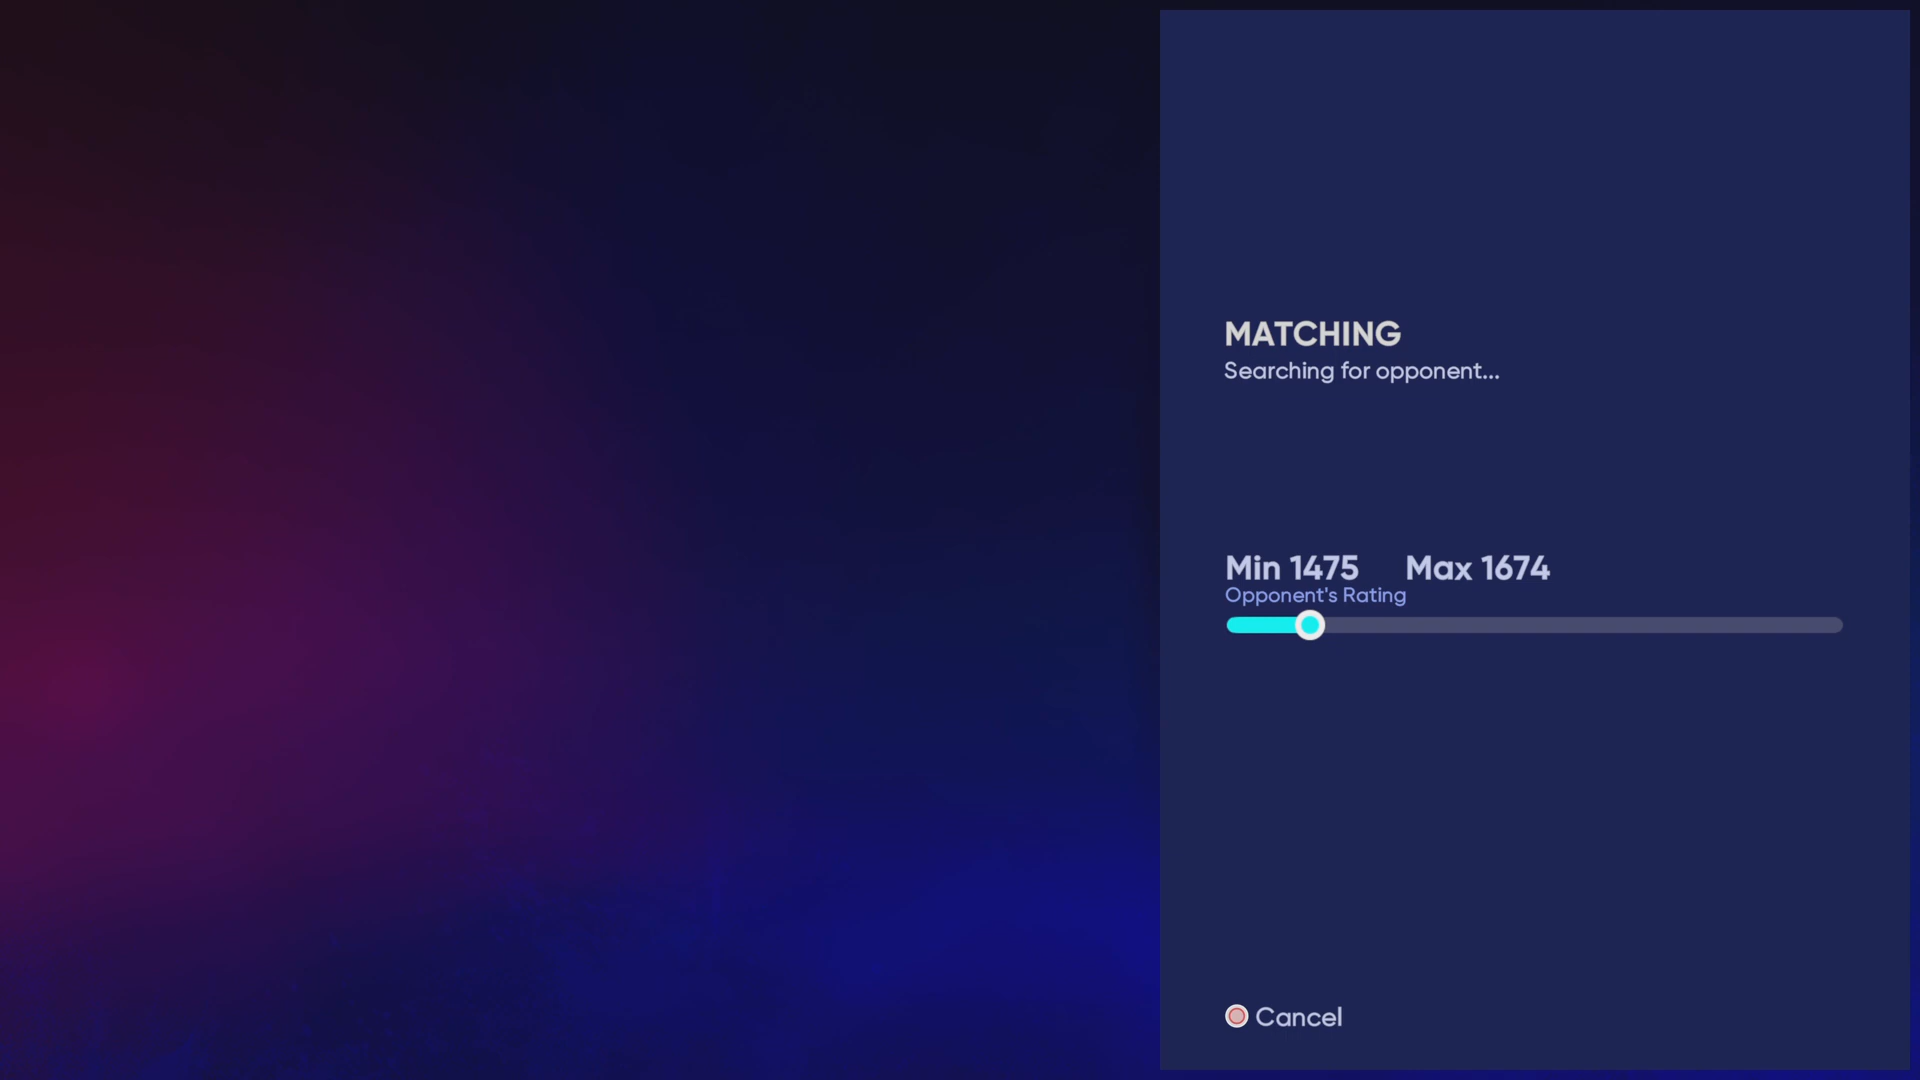 MATCHING
Searching for opponent...
Min 1475 Max 1674
Opponent's Rating
Cancel